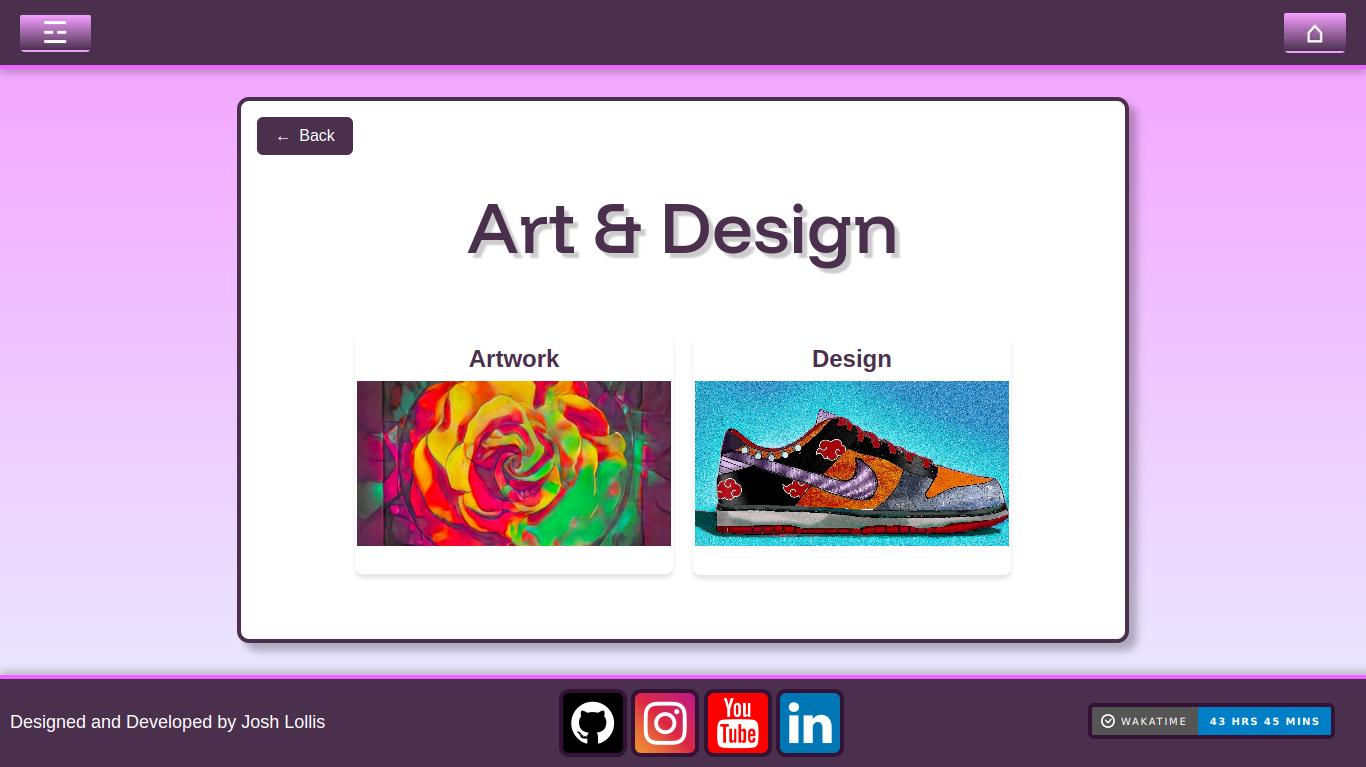 ☲
⌂
← Back
Art & Design
Artwork
Design
Designed and Developed by Josh Lollis
You
Tube
in
WAKATIME
43 HRS 45 MINS